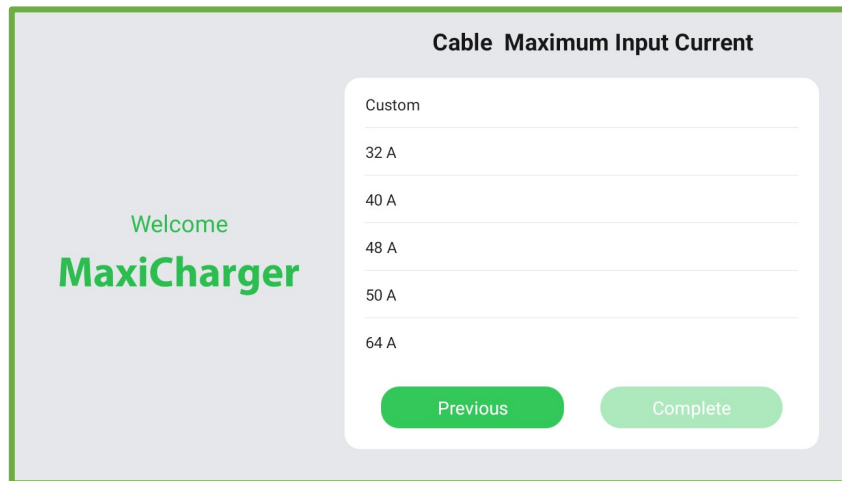 Cable Maximum Input Current
Custom
32 A
40 A
48 A
50 A
64 A
Welcome
MaxiCharger
Previous
Complete